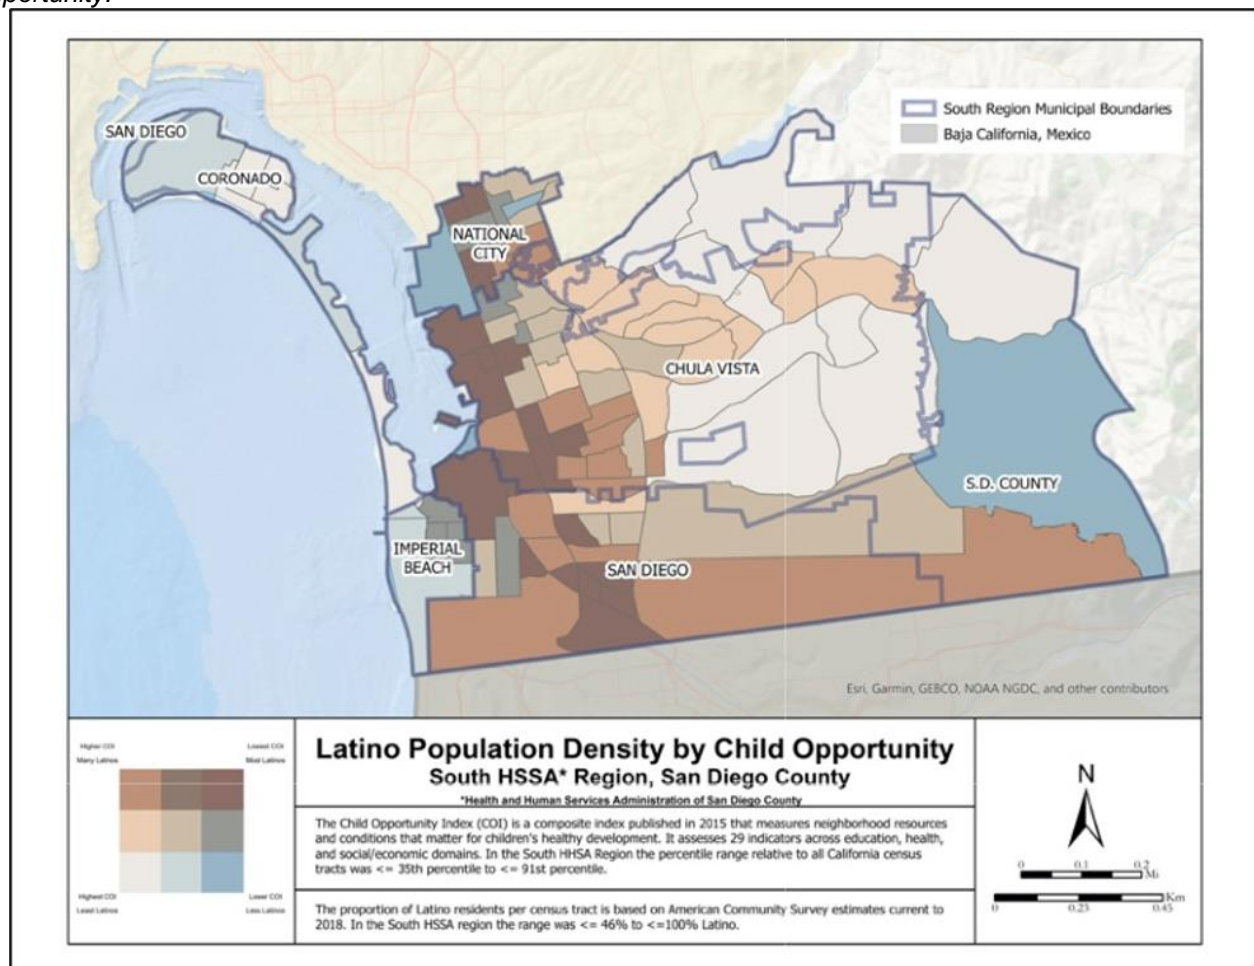 portunity.
South Region Municipal Boundaries
Baja California, Mexico
SAN DIEGO
CORONADO
NATIONAL
CITY
CHULA VISTA
S.D. COUNTY
IMPERIAL
BEACH
SAN DIEGO
Esri, Garmin, GEBCO, NOAA NGDC, and other contributors
Higher COI
Many Latinos
Lowest COI
Most Latinos
Highest COI
Least Latinos
Lower COI
Less Latinos
Latino Population Density by Child Opportunity
South HSSA* Region, San Diego County
*Health and Human Services Administration of San Diego County
The Child Opportunity Index (COI) is a composite index published in 2015 that measures neighborhood resources
and conditions that matter for children's healthy development. It assesses 29 indicators across education, health,
and social/economic domains. In the South HHSA Region the percentile range relative to all California census
tracts was <= 35th percentile to <= 91st percentile.
The proportion of Latino residents per census tract is based on American Community Survey estimates current to
2018. In the South HSSA region the range was <= 46% to <=100% Latino.
N
0 0.1 0.2
Mi
Km
0 0.25 0.45